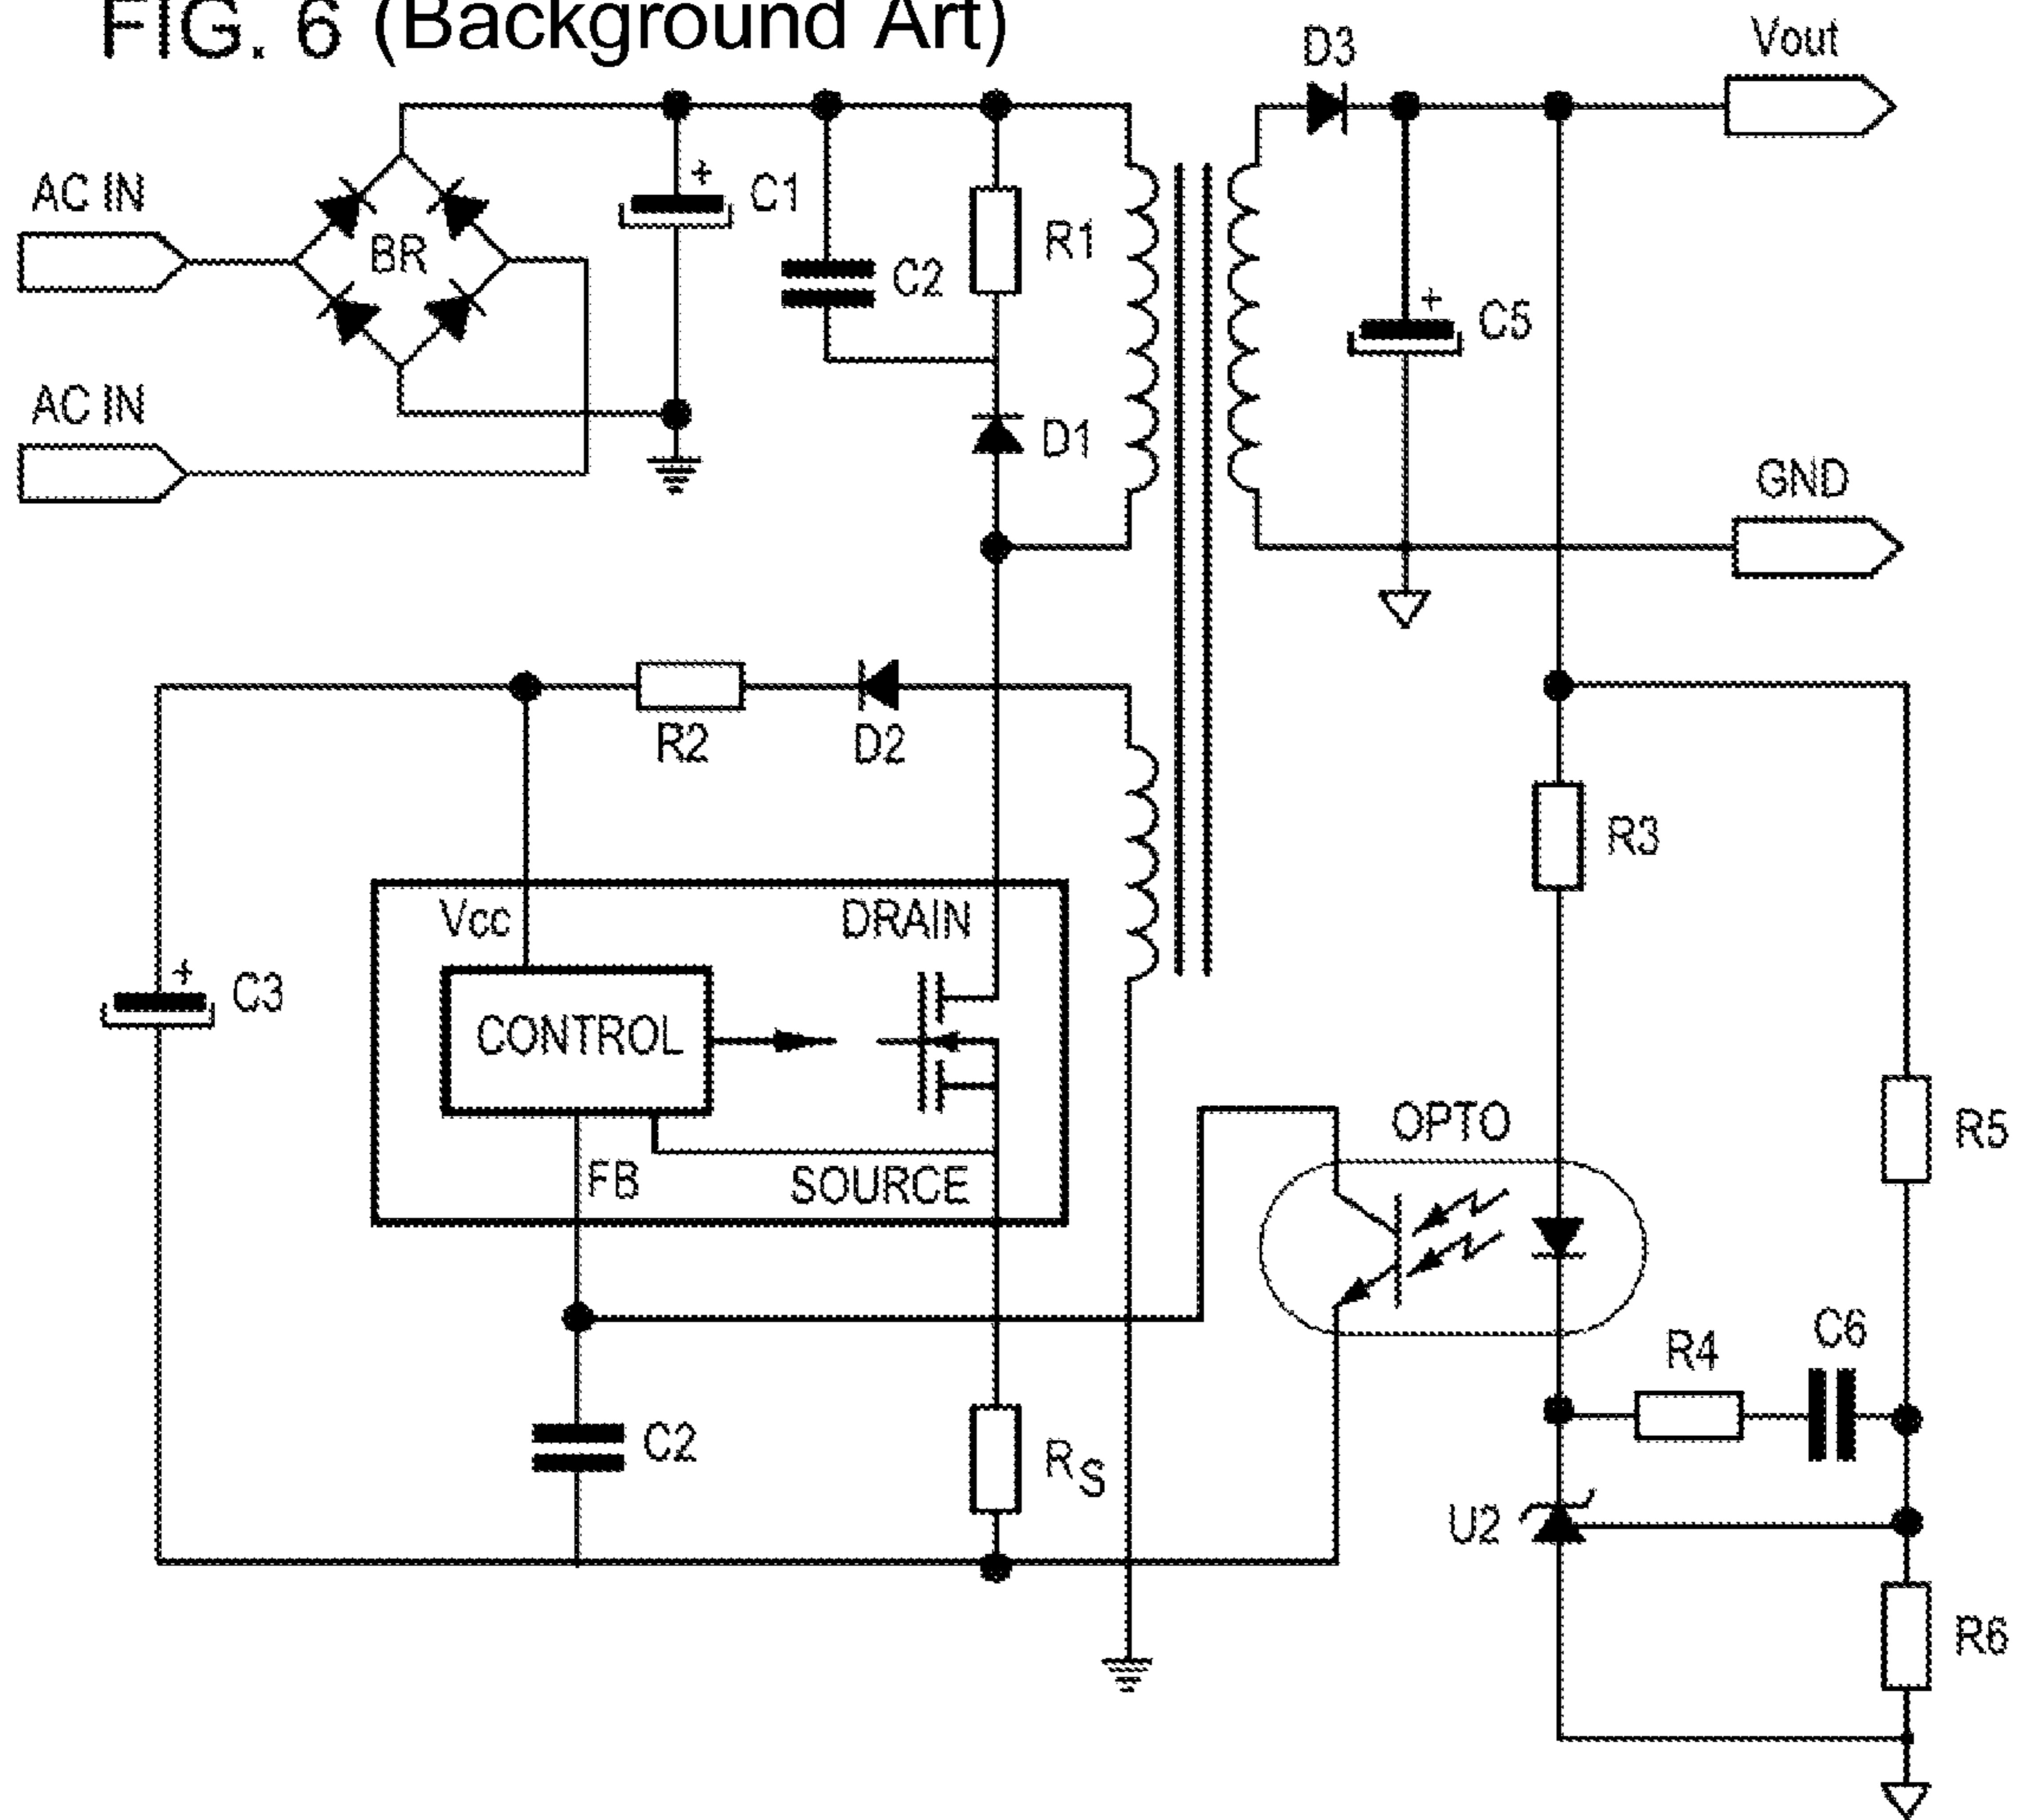 FIG. 6 (Background Art)
D3
Vout
AC IN
BR
+
C1
C2
R1
+
C5
AC IN
D1
GND
R2
D2
R3
Vcc
DRAIN
+
C3
CONTROL
OPTO
R5
FB
SOURCE
R4
C6
C2
RS
U2
R6